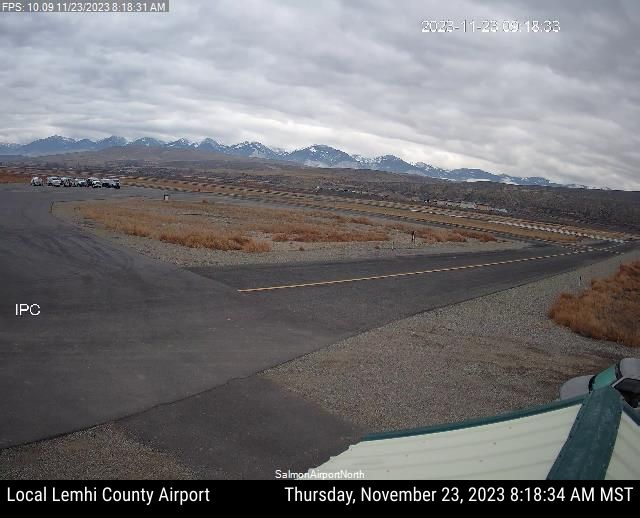 FPS: 10.09 11/23/2023 8:18:31 AM
2023-11-23 09:18:33
IPC
SalmonAirportNorth
Local Lemhi County Airport
Thursday, November 23, 2023 8:18:34 AM MST